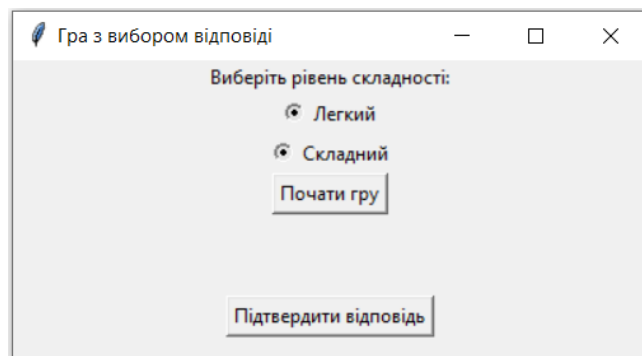 Гра з вибором відповіді
Виберіть рівень складності:
Легкий
Складний
Почати гру
Підтвердити відповідь